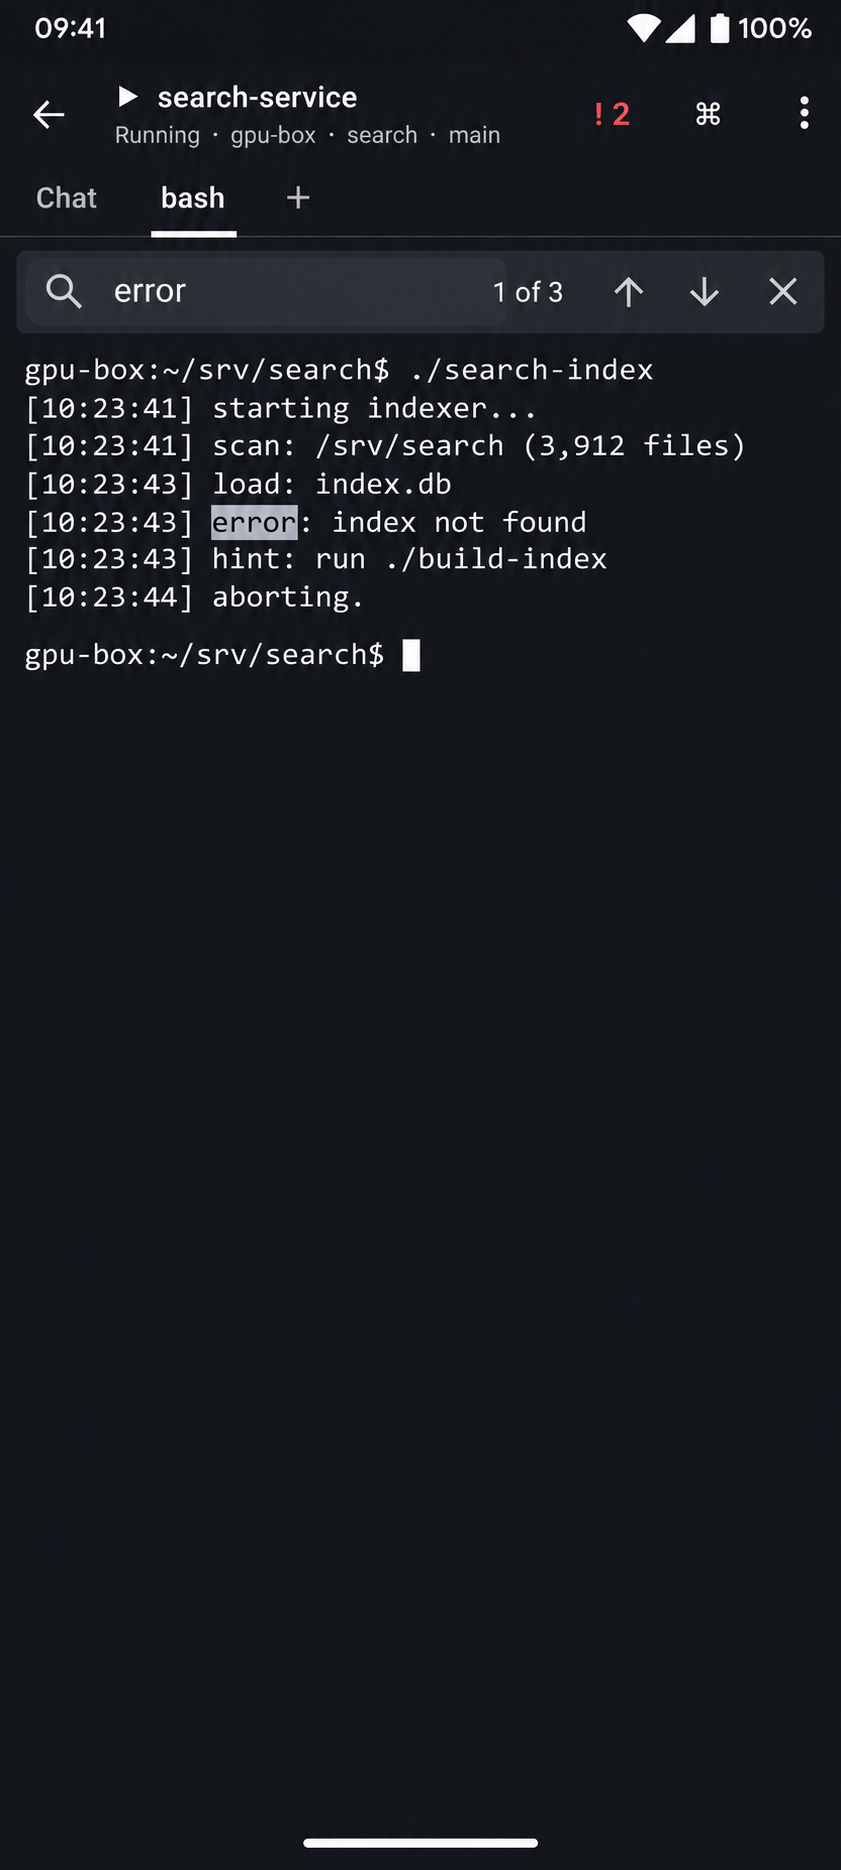 09:41 100%
search-service
! 2 ⌘
Running · gpu-box · search · main
Chat bash +
error 1 of 3
gpu-box:~/srv/search$ ./search-index
[10:23:41] starting indexer...
[10:23:41] scan: /srv/search (3,912 files)
[10:23:43] load: index.db
[10:23:43] error: index not found
[10:23:43] hint: run ./build-index
[10:23:44] aborting.
gpu-box:~/srv/search$